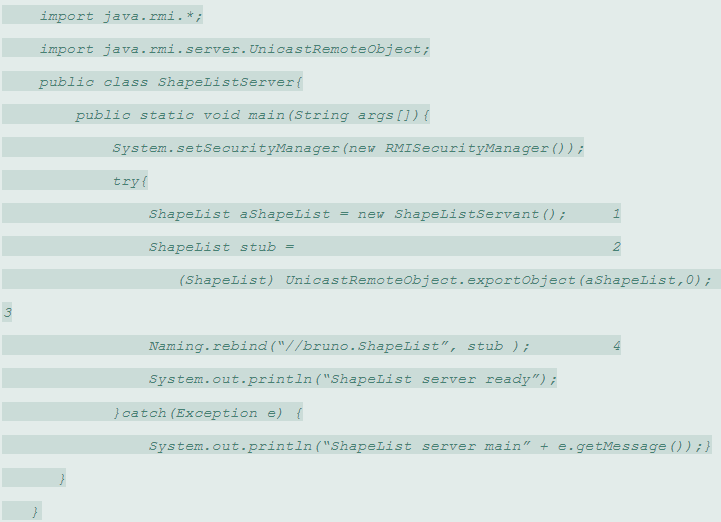 import java.rmi.*;
import java.rmi.server.UnicastRemoteObject;
public class ShapeListServer{
public static void main(String args[]){
System.setSecurityManager(new RMISecurityManager());
try{
ShapeList aShapeList = new ShapeListServant(); 1
ShapeList stub = 2
(ShapeList) UnicastRemoteObject.exportObject(aShapeList,0);
3
Naming.rebind(“//bruno.ShapeList”, stub ); 4
System.out.println(“ShapeList server ready”);
}catch(Exception e) {
System.out.println(“ShapeList server main” + e.getMessage());}
}
}